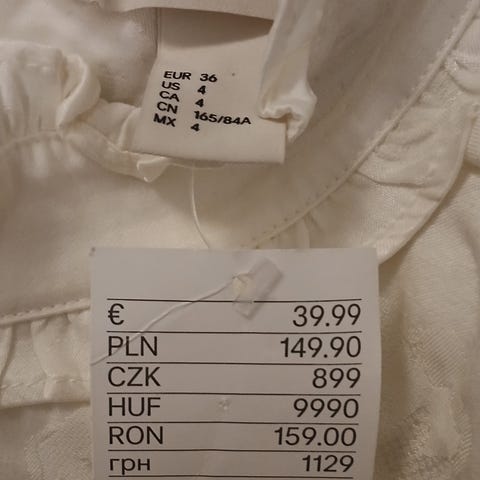 EUR 36
US 4
CA 4
CN 165/84A
MX 4
€ 39.99
PLN 149.90
CZK 899
HUF 9990
RON 159.00
грн 1129